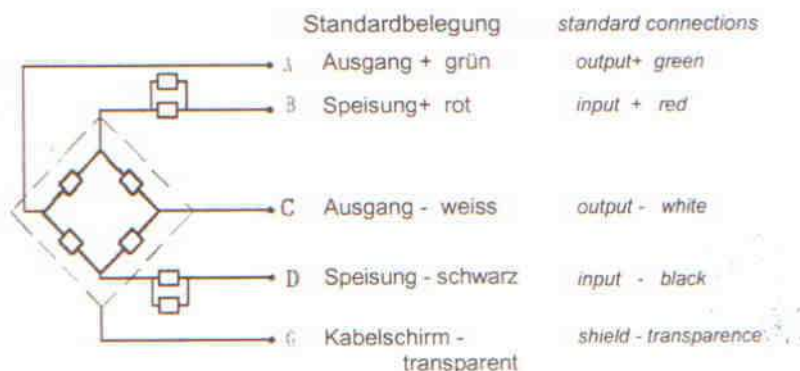 Standardbelegung standard connections
A Ausgang + grün output+ green
B Speisung+ rot input + red
C Ausgang - weiss output - white
D Speisung - schwarz input - black
G Kabelschirm - shield - transparence
transparent